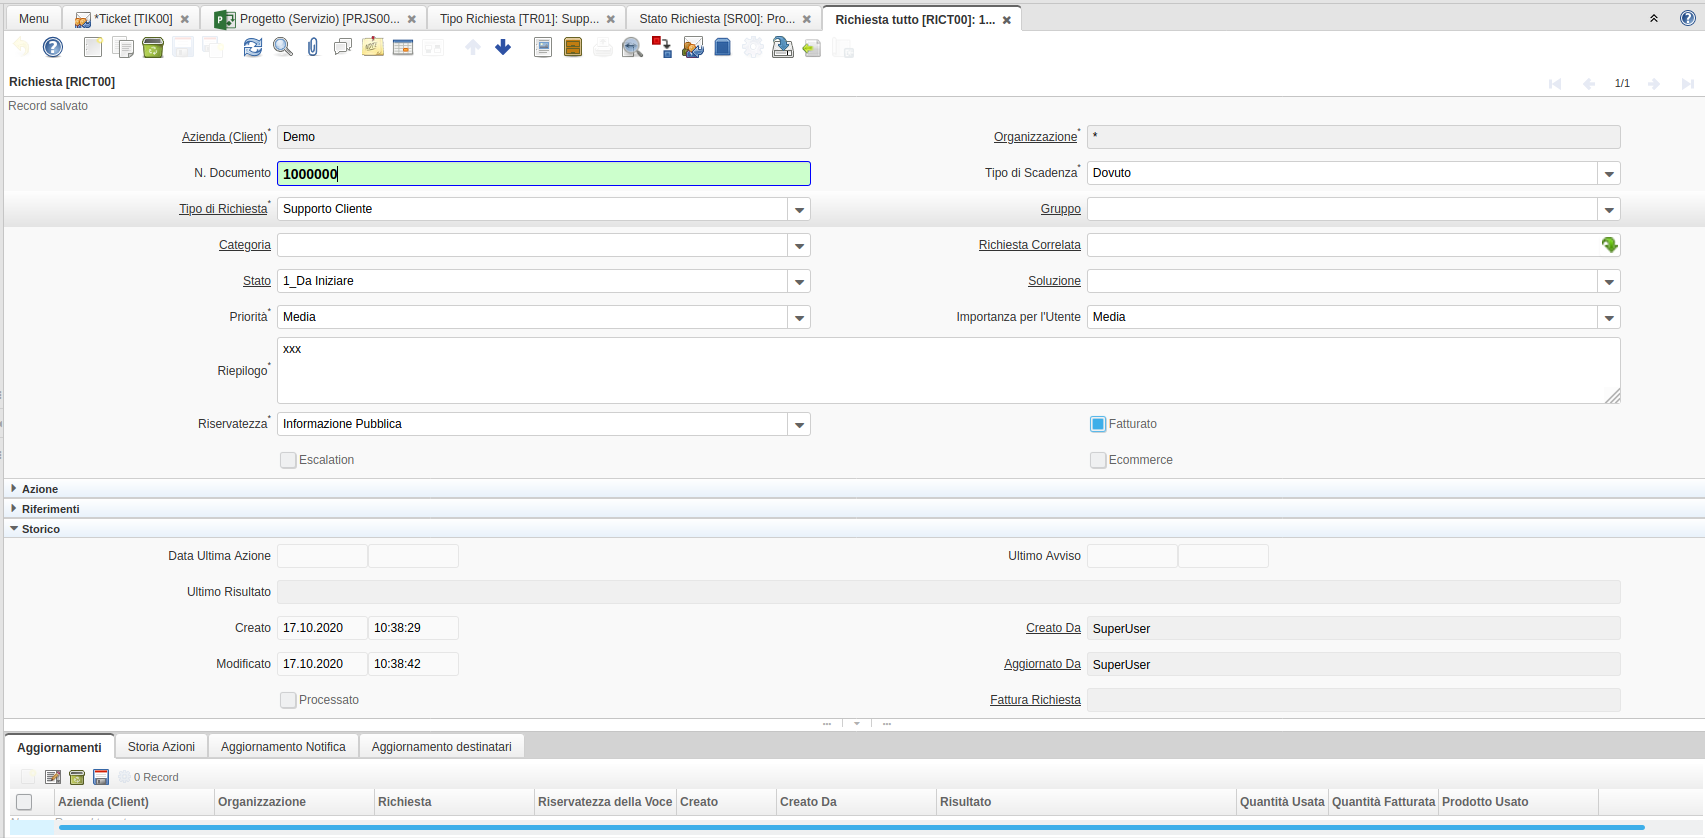 Menu *Ticket [TIK00] Progetto (Servizio) [PRJS00... Tipo Richiesta [TR01]: Supp... Stato Richiesta [SR00]: Pro... Richiesta tutto [RICT00]: 1...
Richiesta [RICT00] 1/1
Record salvato
Azienda (Client)* Demo Organizzazione* *
N. Documento 1000000 Tipo di Scadenza* Dovuto
Tipo di Richiesta* Supporto Cliente Gruppo
Categoria Richiesta Correlata
Stato 1_Da Iniziare Soluzione
Priorità* Media Importanza per l'Utente Media
Riepilogo* xxx
Riservatezza* Informazione Pubblica Fatturato
Escalation Ecommerce
Azione
Riferimenti
Storico
Data Ultima Azione Ultimo Avviso
Ultimo Risultato
Creato 17.10.2020 10:38:29 Creato Da SuperUser
Modificato 17.10.2020 10:38:42 Aggiornato Da SuperUser
Processato Fattura Richiesta
Aggiornamenti Storia Azioni Aggiornamento Notifica Aggiornamento destinatari
0 Record
Azienda (Client) Organizzazione Richiesta Riservatezza della Voce Creato Creato Da Risultato Quantità Usata Quantità Fatturata Prodotto Usato